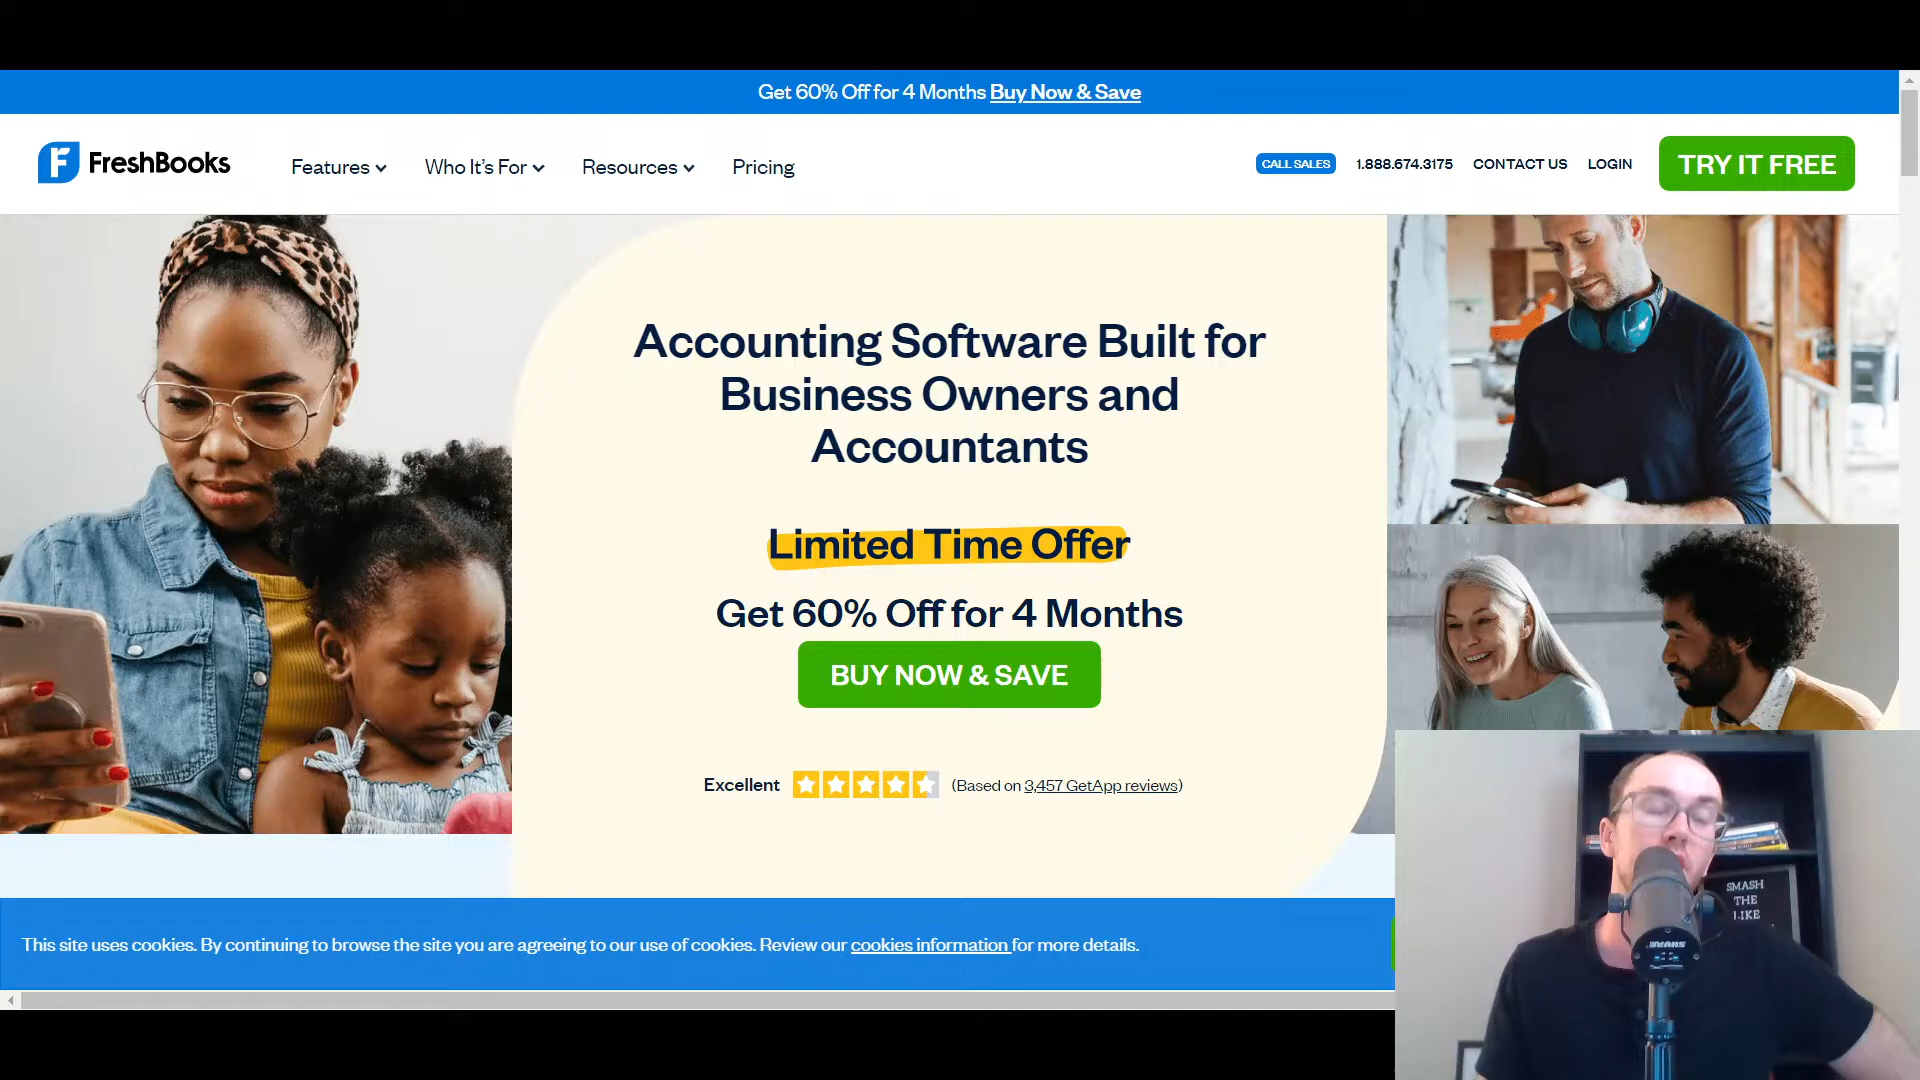 Get 60% Off for 4 Months Buy Now & Save
FreshBooks
Features
Who It's For
Resources
Pricing
CALL SALES
1.888.674.3175
CONTACT US
LOGIN
TRY IT FREE
Accounting Software Built for
Business Owners and
Accountants
Limited Time Offer
Get 60% Off for 4 Months
BUY NOW & SAVE
Excellent
(Based on 3,457 GetApp reviews)
This site uses cookies. By continuing to browse the site you are agreeing to our use of cookies. Review our cookies information for more details.
SMASH
THE
LIKE